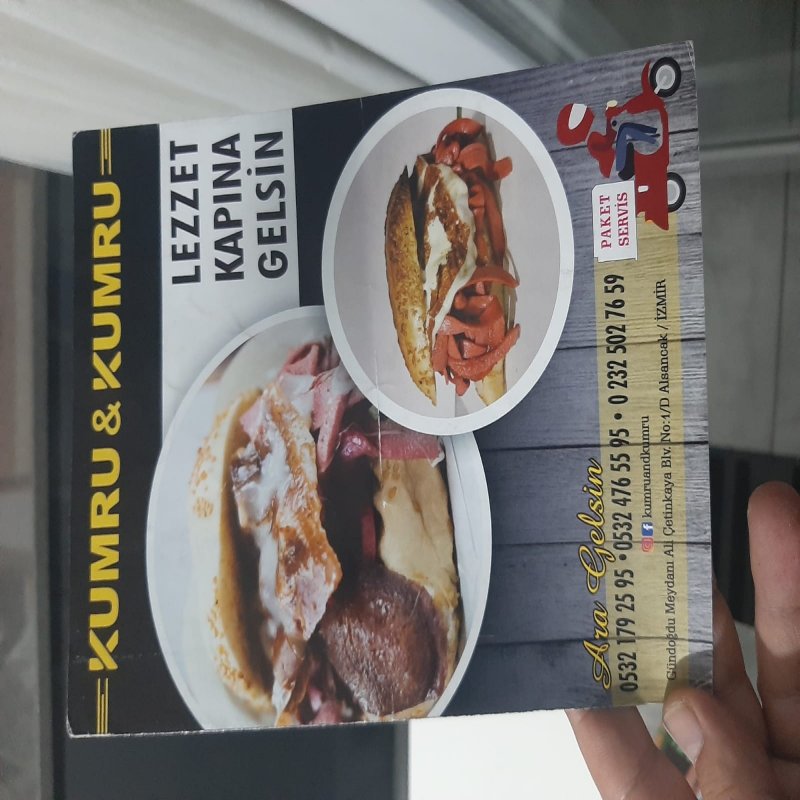 KUMRU & KUMRU
LEZZET
KAPINA
GELSİN
PAKET
SERVİS
Ara Gelsin
0532 179 25 95 • 0532 476 55 95 • 0 232 502 76 59
kumruandkumru
Gündoğdu Meydanı Ali Çetinkaya Blv. No:1/D Alsancak / İZMİR